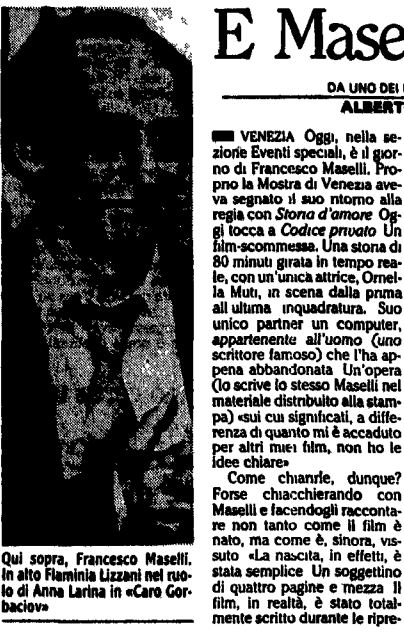 E Mase
DA UNO DEI
ALBERT
VENEZIA Oggi, nella se-
zione Eventi speciali, è il gior-
no di Francesco Maselli. Pro-
prio la Mostra di Venezia ave-
va segnato il suo ritorno alla
regia con Storia d'amore Og-
gi tocca a Codice privato Un
film-scommessa. Una storia di
80 minuti girata in tempo rea-
le, con un'unica attrice, Ornel-
la Muti, in scena dalla prima
all ultima inquadratura. Suo
unico partner un computer,
appartenente all'uomo (uno
scrittore famoso) che l'ha ap-
pena abbandonata Un'opera
(lo scrive lo stesso Maselli nel
materiale distribuito alla stam-
pa) «sui cui significati, a diffe-
renza di quanto mi è accaduto
per altri miei film, non ho le
idee chiare»
Come chiarirle, dunque?
Forse chiacchierando con
Maselli e facendogli racconta-
re non tanto come il film è
nato, ma come è, sinora, vis-
suto «La nascita, in effetti, è
stata semplice Un soggettino
di quattro pagine e mezza Il
film, in realtà, è stato total-
mente scritto durante le ripre-
Qui sopra, Francesco Maselli.
In alto Flaminia Lizzani nel ruo-
lo di Anna Larina in «Caro Gor-
baciov»